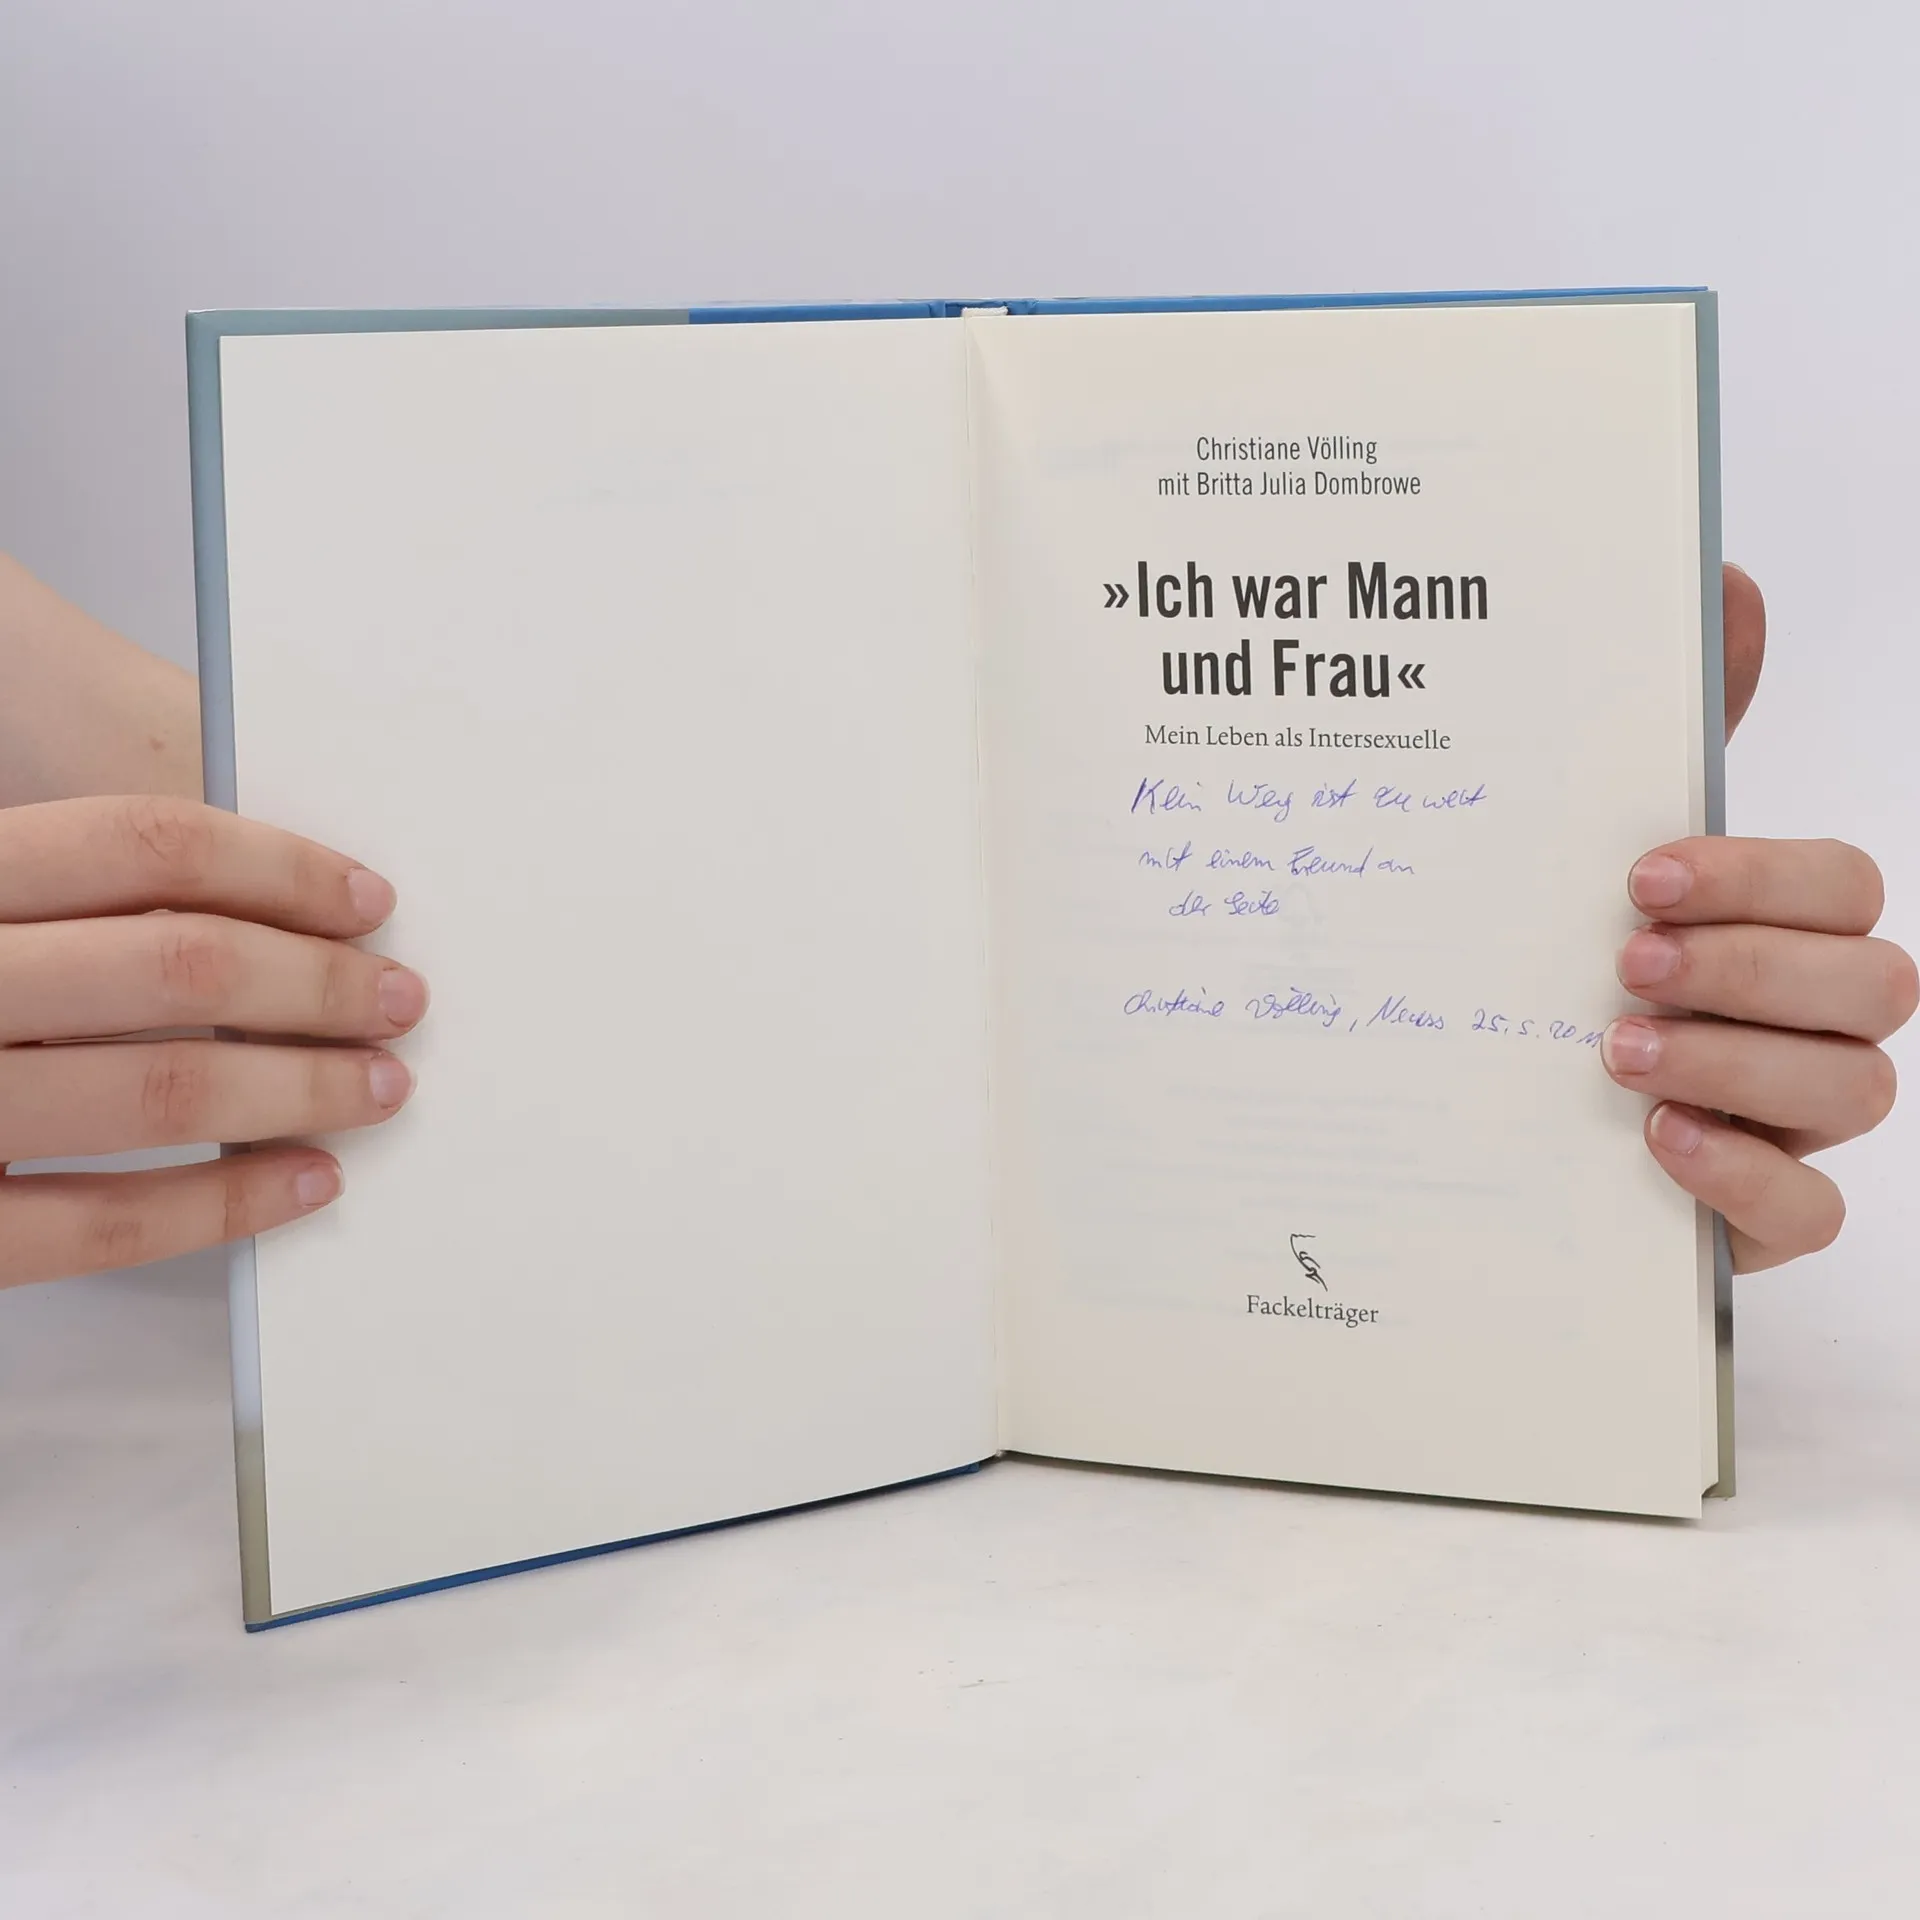 Christiane Völling
mit Britta Julia Dombrowe
»Ich war Mann
und Frau«
Mein Leben als Intersexuelle
Kein Weg ist zu weit
mit einem Freund an
der Seite
Christiane Völling, Neuss 25.5.2011
Fackelträger